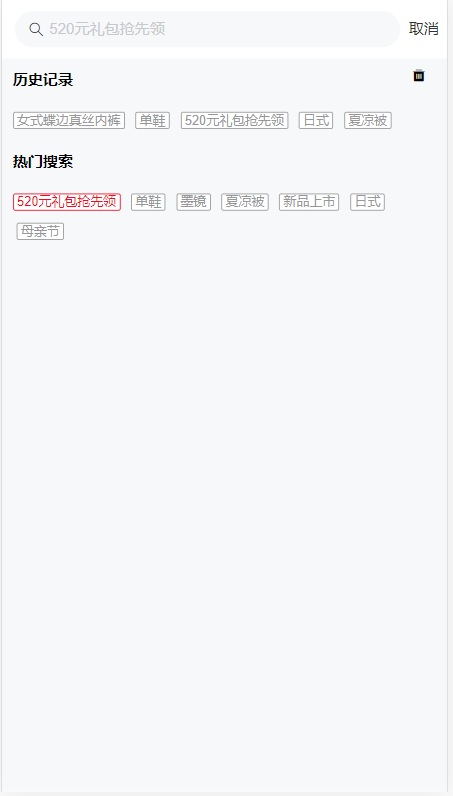 520元礼包抢先领 取消
历史记录
女式蝶边真丝内裤 单鞋 520元礼包抢先领 日式 夏凉被
热门搜索
520元礼包抢先领 单鞋 墨镜 夏凉被 新品上市 日式
母亲节